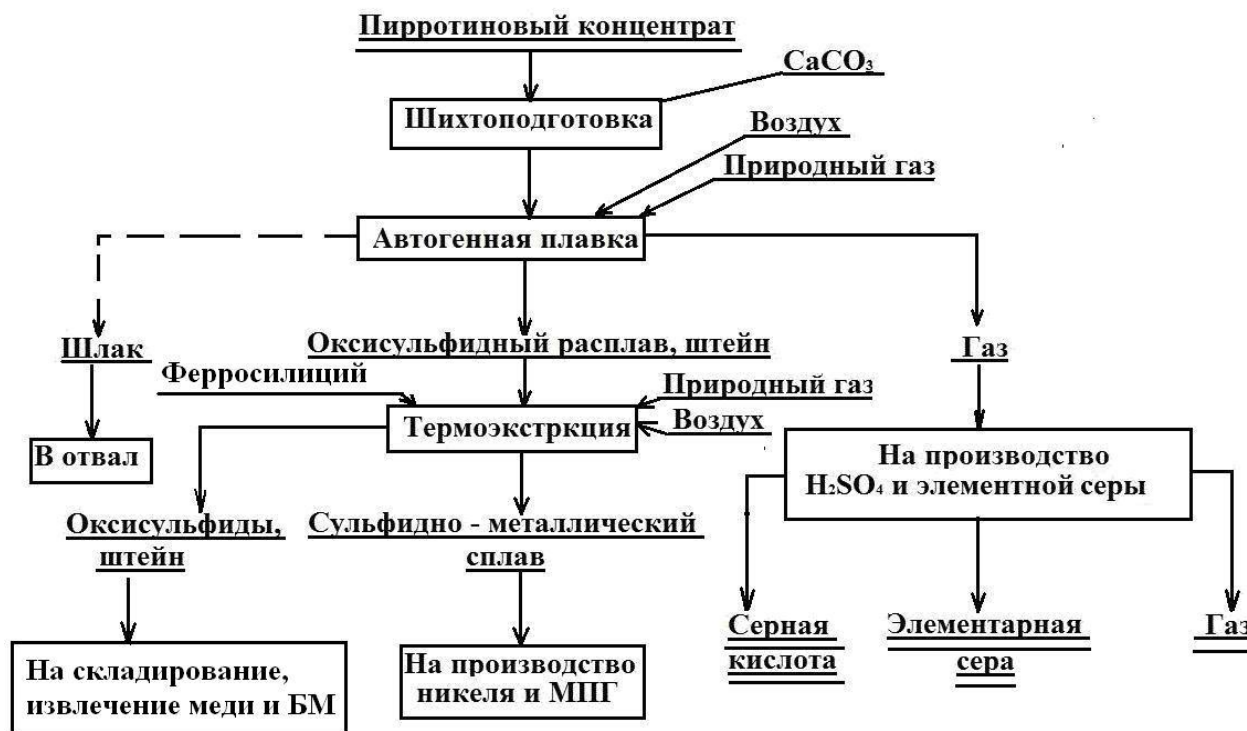 Пирротиновый концентрат
CaCO₃
Шихтоподготовка
Воздух
Природный газ
Автогенная плавка
Шлак
Оксисульфидный расплав, штейн
Газ
Ферросилиций
Природный газ
Воздух
Термоэксткция
В отвал
На производство
H₂SO₄ и элементной серы
Оксисульфиды,
штейн
Сульфидно - металлический
сплав
Серная
кислота
Элементарная
сера
Газ
На складирование,
извлечение меди и БМ
На производство
никеля и МПГ